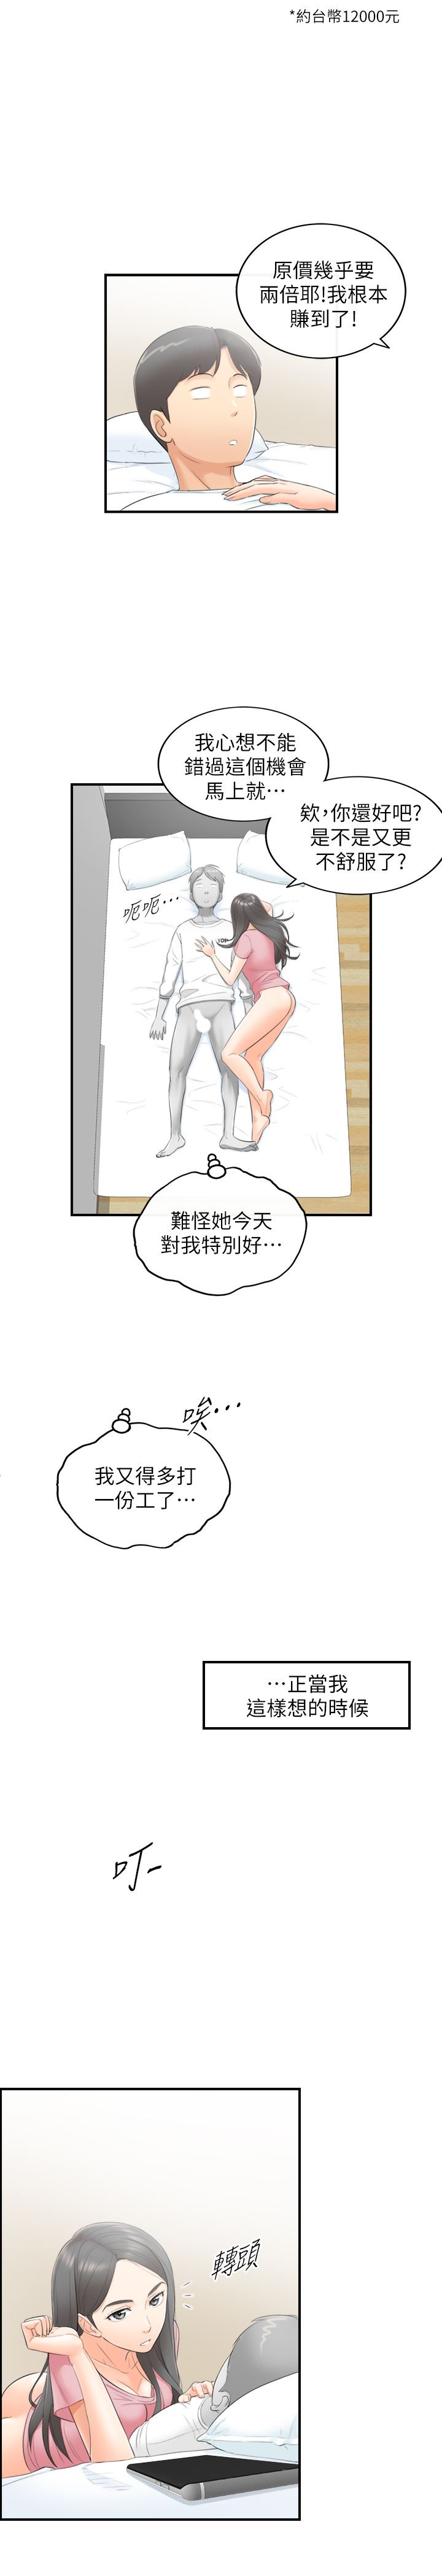 *約台幣12000元
原價幾乎要
兩倍耶!我根本
賺到了!
我心想不能
錯過這個機會
馬上就…
欸,你還好吧?
是不是又更
不舒服了?
呃呃…
難怪她今天
對我特別好…
唉…
我又得多打
一份工了…
…正當我
這樣想的時候
叮-
轉頭